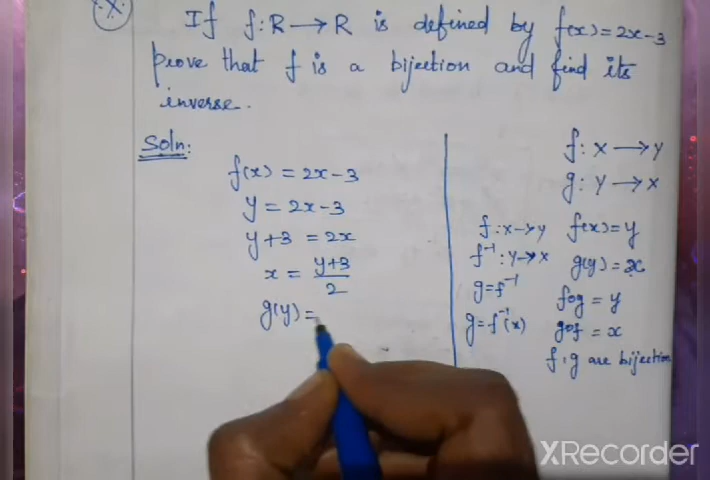 X.
If f: R → R is defined by f(x) = 2x-3
prove that f is a bijection and find its
inverse.
Soln:
f(x) = 2x-3
y = 2x-3
y+3 = 2x
x = y+3/2
g(y) =
f: X → Y
g: Y → X
f: x → y f(x) = y
f⁻¹: Y → X g(y) = x
g = f⁻¹
fog = y
g = f⁻¹(x) gof = x
f, g are bijection
XRecorder